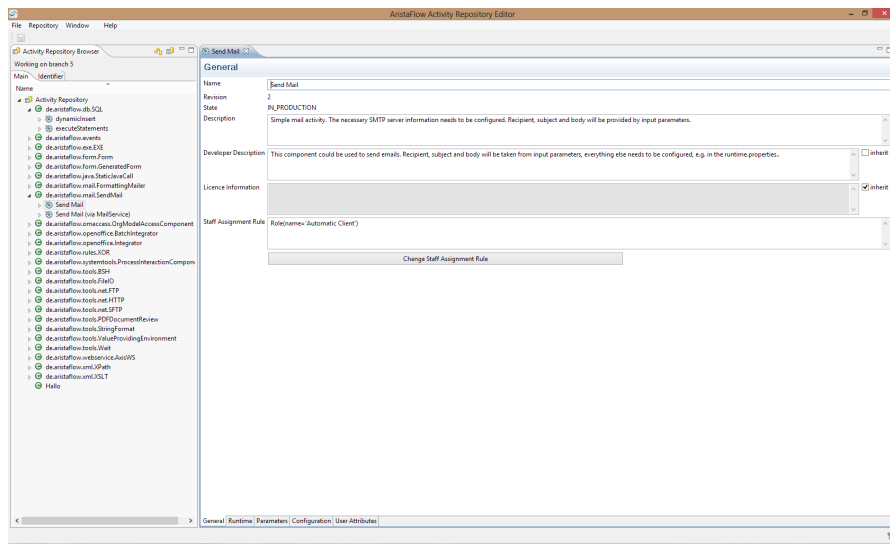 AristaFlow Activity Repository Editor
File Repository Window Help
Activity Repository Browser
Working on branch 5
Main Identifier
Name
Activity Repository
de.aristaflow.db.SQL
dynamicInsert
executeStatements
de.aristaflow.events
de.aristaflow.exe.EXE
de.aristaflow.form.Form
de.aristaflow.form.GeneratedForm
de.aristaflow.java.StaticJavaCall
de.aristaflow.mail.FormattingMailer
de.aristaflow.mail.SendMail
Send Mail
Send Mail (via MailService)
de.aristaflow.omaccess.OrgModelAccessComponent
de.aristaflow.openoffice.BatchIntegrator
de.aristaflow.openoffice.Integrator
de.aristaflow.rules.XOR
de.aristaflow.systemtools.ProcessInteractionCompon
de.aristaflow.tools.BSH
de.aristaflow.tools.FileIO
de.aristaflow.tools.net.FTP
de.aristaflow.tools.net.HTTP
de.aristaflow.tools.net.SFTP
de.aristaflow.tools.PDFDocumentReview
de.aristaflow.tools.StringFormat
de.aristaflow.tools.ValueProvidingEnvironment
de.aristaflow.tools.Wait
de.aristaflow.webservice.AxisWS
de.aristaflow.xml.XPath
de.aristaflow.xml.XSLT
Hallo
Send Mail
General
Name Send Mail
Revision 2
State IN_PRODUCTION
Description Simple mail activity. The necessary SMTP server information needs to be configured. Recipient, subject and body will be provided by input parameters.
Developer Description This component could be used to send emails. Recipient, subject and body will be taken from input parameters, everything else needs to be configured, e.g. in the runtime.properties.. inherit
Licence Information inherit
Staff Assignment Rule Role(name='Automatic Client')
Change Staff Assignment Rule
General Runtime Parameters Configuration User Attributes